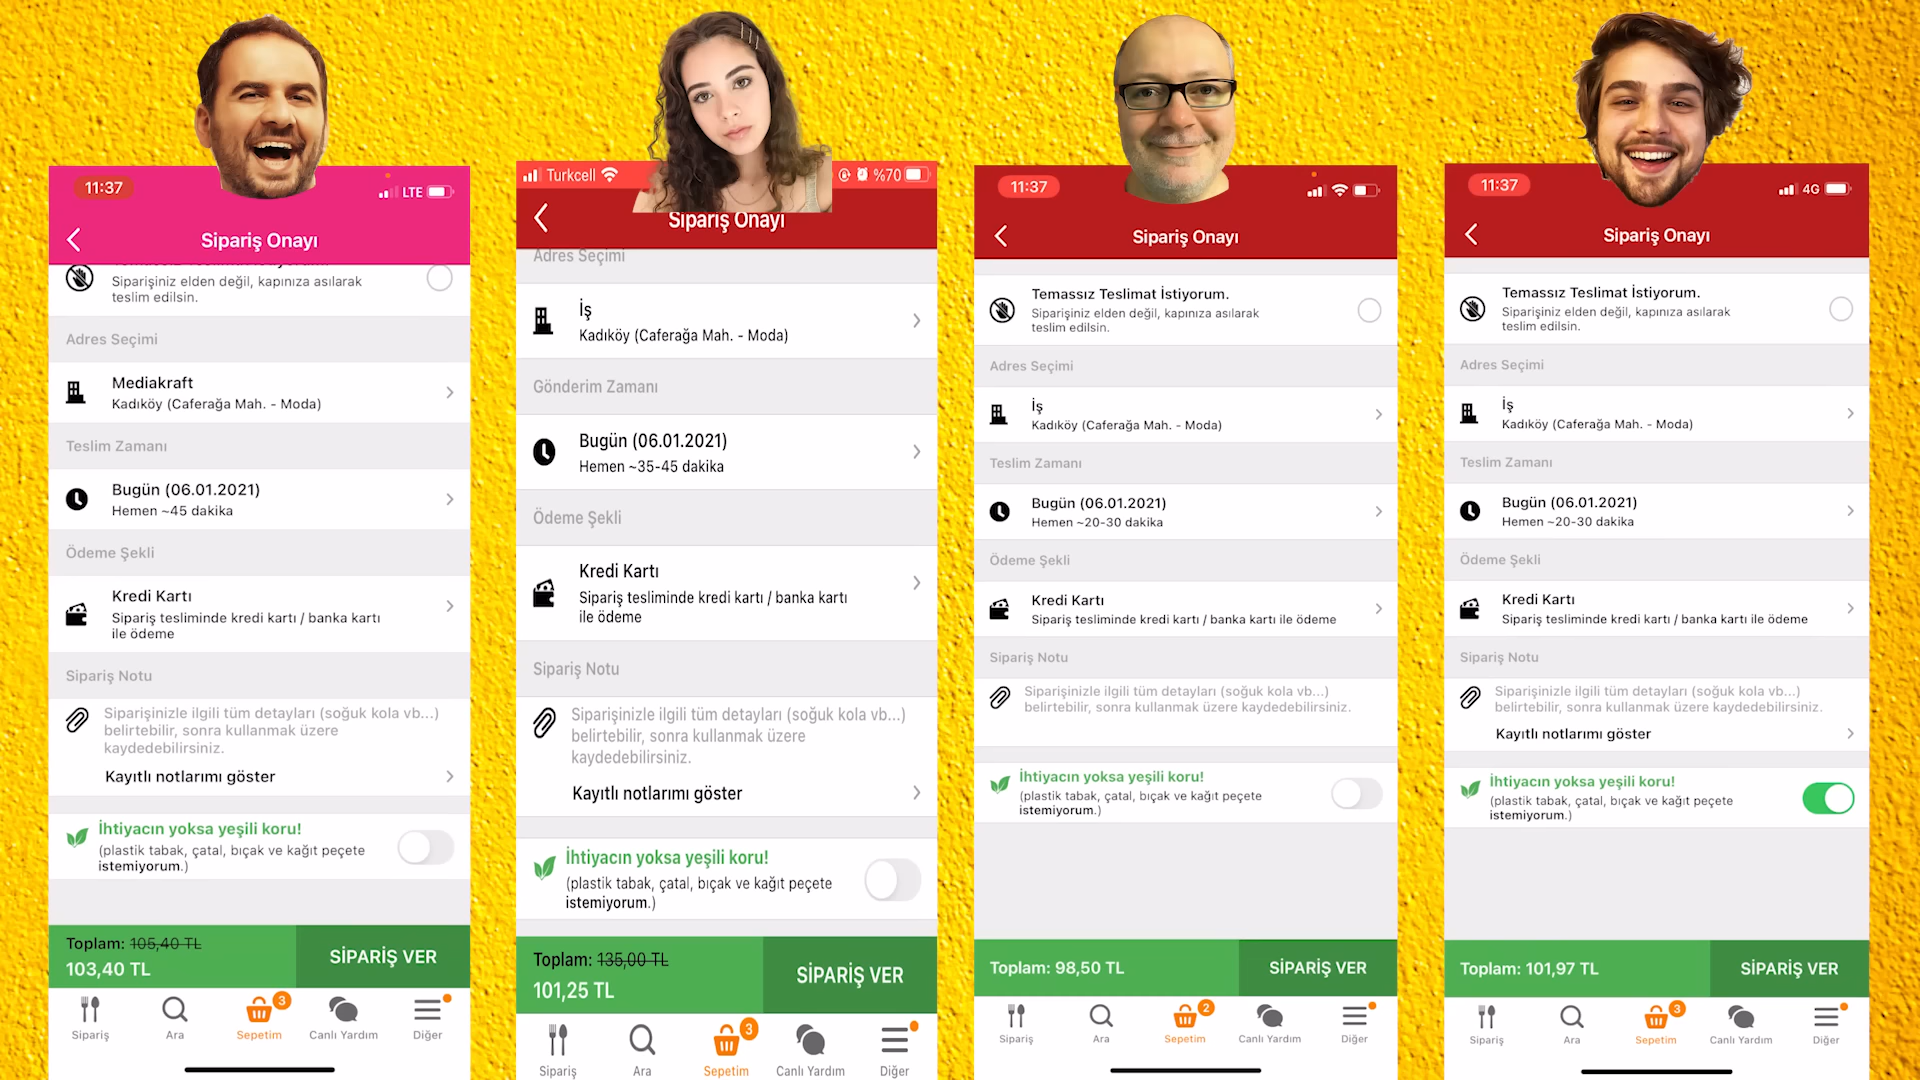 11:37
LTE
Sipariş Onayı
Siparişiniz elden değil, kapınıza asılarak
teslim edilsin.
Adres Seçimi
Mediakraft
Kadıköy (Caferağa Mah. - Moda)
Teslim Zamanı
Bugün (06.01.2021)
Hemen ~45 dakika
Ödeme Şekli
Kredi Kartı
Sipariş tesliminde kredi kartı / banka kartı
ile ödeme
Sipariş Notu
Siparişinizle ilgili tüm detayları (soğuk kola vb...)
belirtebilir, sonra kullanmak üzere
kaydedebilirsiniz.
Kayıtlı notlarımı göster
İhtiyacın yoksa yeşili koru!
(plastik tabak, çatal, bıçak ve kağıt peçete
istemiyorum.)
Toplam: 105,40 TL
103,40 TL
SİPARİŞ VER
3
Sipariş
Ara
Sepetim
Canlı Yardım
Diğer
Turkcell
%70
Sipariş Onayı
Adres Seçimi
İş
Kadıköy (Caferağa Mah. - Moda)
Gönderim Zamanı
Bugün (06.01.2021)
Hemen ~35-45 dakika
Ödeme Şekli
Kredi Kartı
Sipariş tesliminde kredi kartı / banka kartı
ile ödeme
Sipariş Notu
Siparişinizle ilgili tüm detayları (soğuk kola vb...)
belirtebilir, sonra kullanmak üzere
kaydedebilirsiniz.
Kayıtlı notlarımı göster
İhtiyacın yoksa yeşili koru!
(plastik tabak, çatal, bıçak ve kağıt peçete
istemiyorum.)
Toplam: 135,00 TL
101,25 TL
SİPARİŞ VER
3
Sipariş
Ara
Sepetim
Canlı Yardım
Diğer
11:37
Sipariş Onayı
Temassız Teslimat İstiyorum.
Siparişiniz elden değil, kapınıza asılarak
teslim edilsin.
Adres Seçimi
İş
Kadıköy (Caferağa Mah. - Moda)
Teslim Zamanı
Bugün (06.01.2021)
Hemen ~20-30 dakika
Ödeme Şekli
Kredi Kartı
Sipariş tesliminde kredi kartı / banka kartı ile ödeme
Sipariş Notu
Siparişinizle ilgili tüm detayları (soğuk kola vb...)
belirtebilir, sonra kullanmak üzere kaydedebilirsiniz.
İhtiyacın yoksa yeşili koru!
(plastik tabak, çatal, bıçak ve kağıt peçete
istemiyorum.)
Toplam: 98,50 TL
SİPARİŞ VER
2
Sipariş
Ara
Sepetim
Canlı Yardım
Diğer
11:37
4G
Sipariş Onayı
Temassız Teslimat İstiyorum.
Siparişiniz elden değil, kapınıza asılarak
teslim edilsin.
Adres Seçimi
İş
Kadıköy (Caferağa Mah. - Moda)
Teslim Zamanı
Bugün (06.01.2021)
Hemen ~20-30 dakika
Ödeme Şekli
Kredi Kartı
Sipariş tesliminde kredi kartı / banka kartı ile ödeme
Sipariş Notu
Siparişinizle ilgili tüm detayları (soğuk kola vb...)
belirtebilir, sonra kullanmak üzere kaydedebilirsiniz.
Kayıtlı notlarımı göster
İhtiyacın yoksa yeşili koru!
(plastik tabak, çatal, bıçak ve kağıt peçete
istemiyorum.)
Toplam: 101,97 TL
SİPARİŞ VER
3
Sipariş
Ara
Sepetim
Canlı Yardım
Diğer